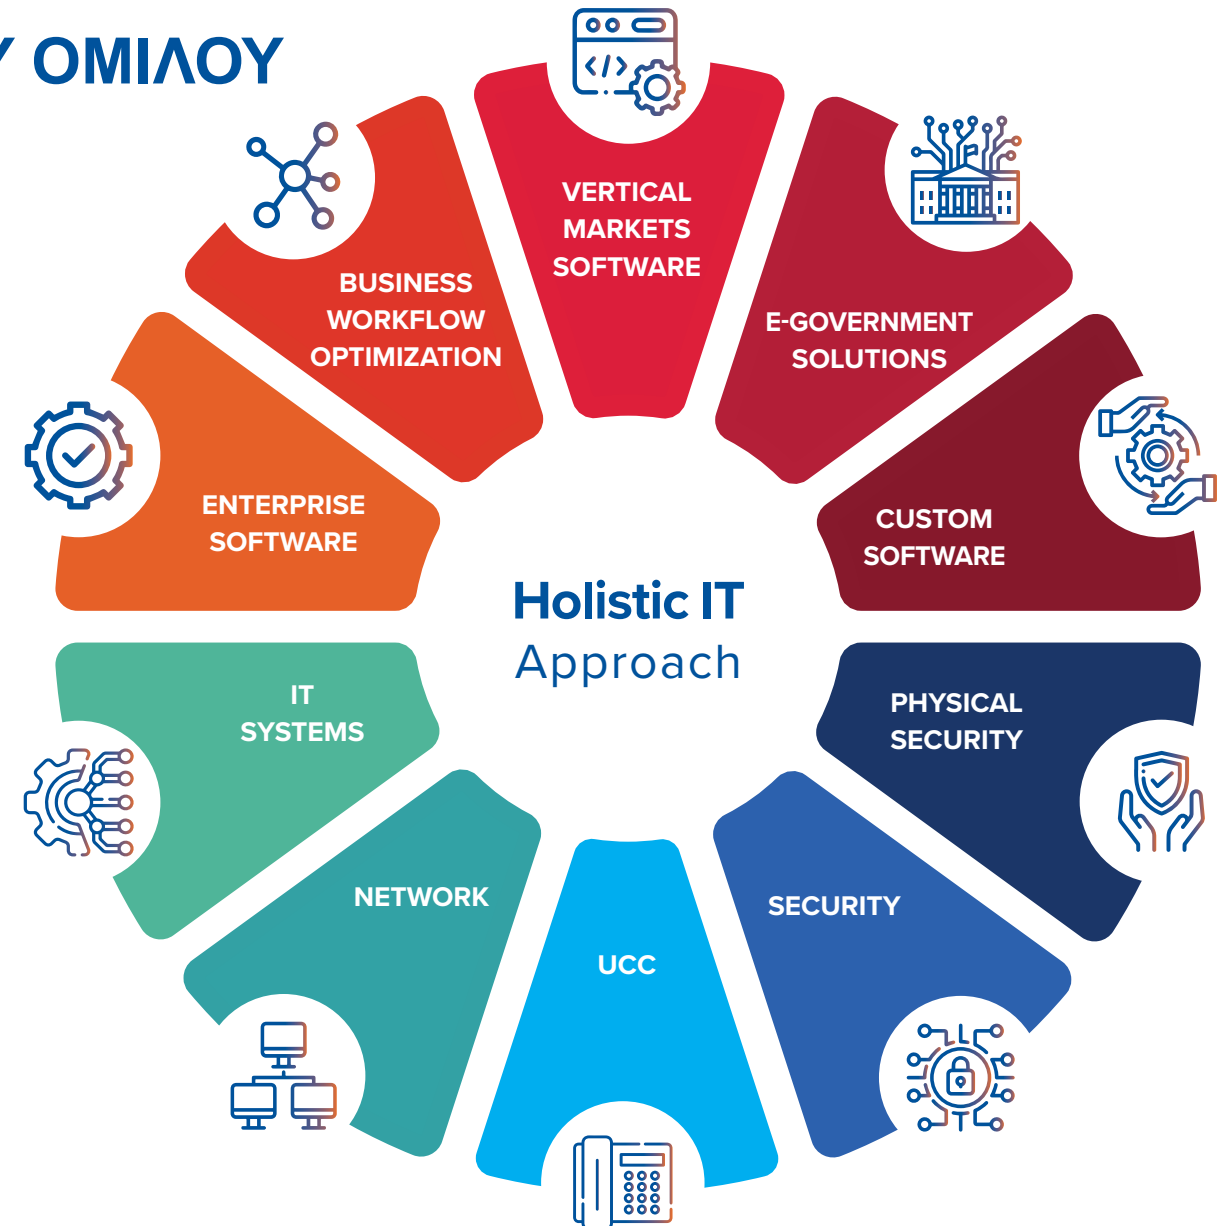 ΟΜΙΛΟΥ
VERTICAL
MARKETS
SOFTWARE
E-GOVERNMENT
SOLUTIONS
CUSTOM
SOFTWARE
PHYSICAL
SECURITY
SECURITY
UCC
NETWORK
IT
SYSTEMS
ENTERPRISE
SOFTWARE
BUSINESS
WORKFLOW
OPTIMIZATION
Holistic IT
Approach